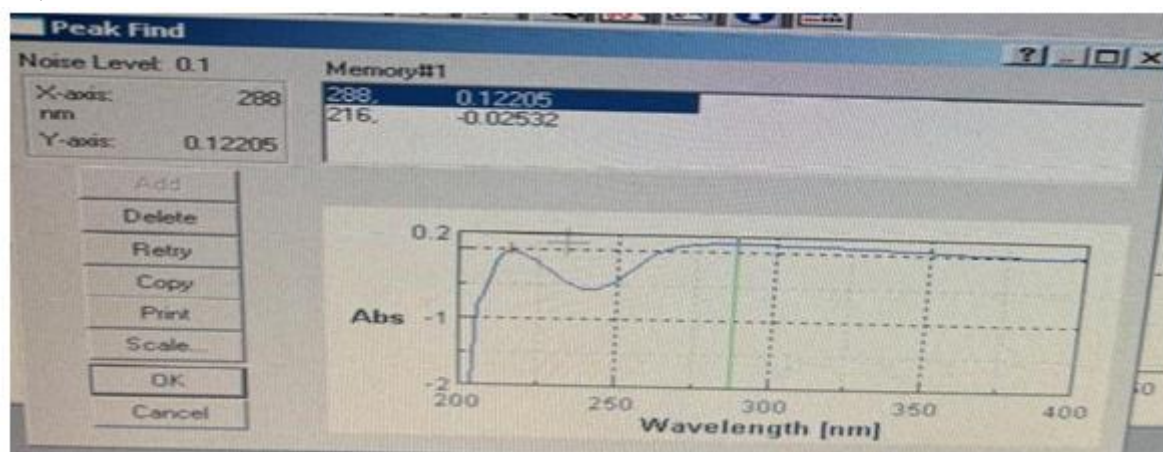 Peak Find
Noise Level: 0.1
X-axis: 288
nm
Y-axis: 0.12205
Memory#1
288, 0.12205
216, -0.02532
Add
Delete
Retry
Copy
Print
Scale...
OK
Cancel
0.2
Abs -1
-2
200 250 300 350 400
Wavelength [nm]